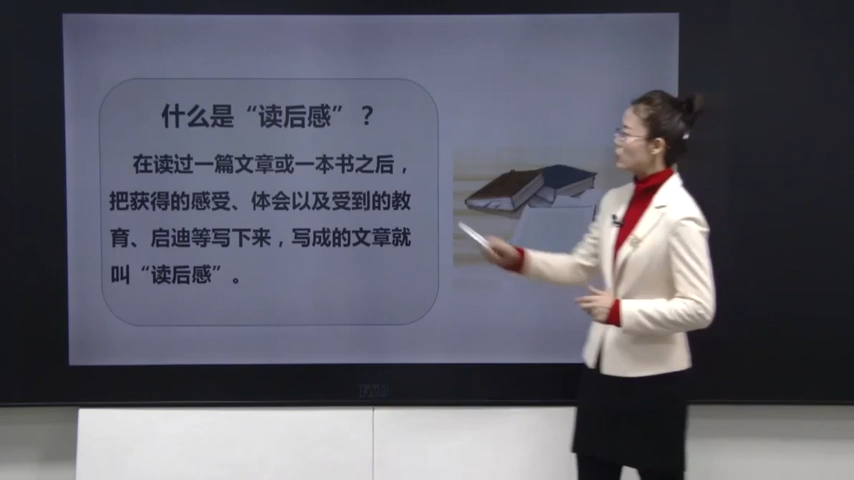 什么是“读后感”？
在读过一篇文章或一本书之后，
把获得的感受、体会以及受到的教
育、启迪等写下来，写成的文章就
叫“读后感”。